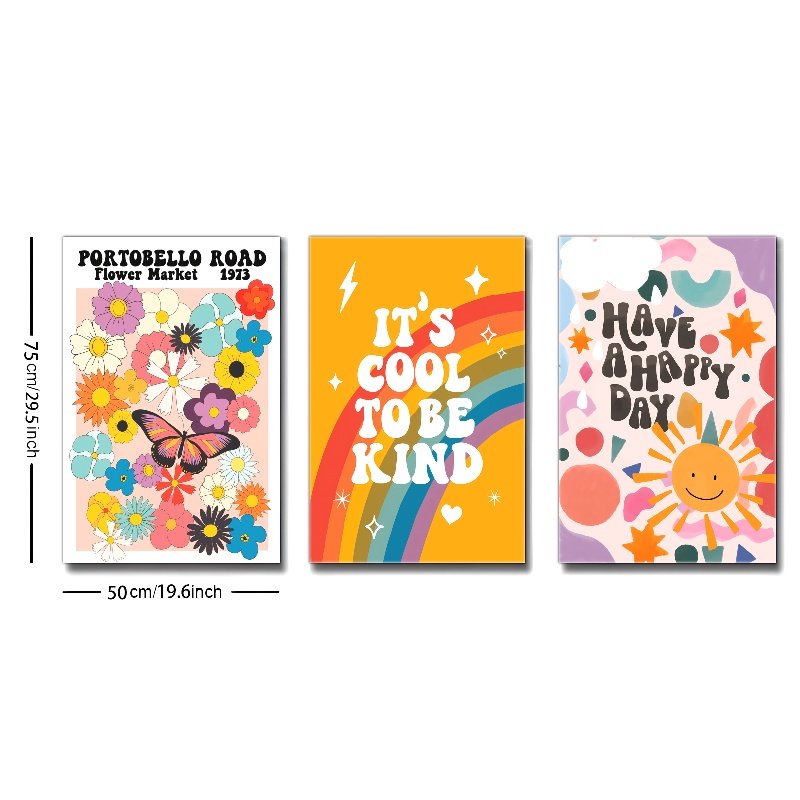 PORTOBELLO ROAD
Flower Market 1973
IT'S
COOL
TO BE
KIND
HAVE
A HAPPY
DAY
75cm/29.5inch
50cm/19.6inch